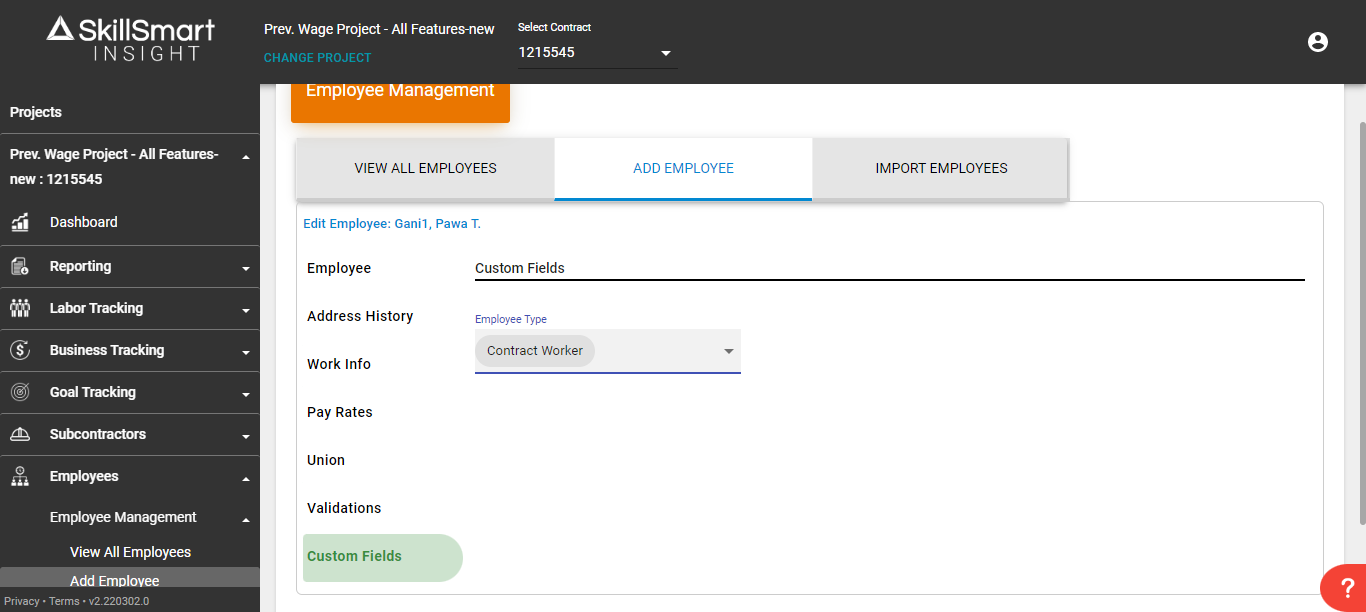 SkillSmart
INSIGHT
Prev. Wage Project - All Features-new
CHANGE PROJECT
Select Contract
1215545
Projects
Prev. Wage Project - All Features-
new : 1215545
Dashboard
Reporting
Labor Tracking
Business Tracking
Goal Tracking
Subcontractors
Employees
Employee Management
View All Employees
Add Employee
Privacy • Terms • v2.220302.0
Employee Management
VIEW ALL EMPLOYEES
ADD EMPLOYEE
IMPORT EMPLOYEES
Edit Employee: Gani1, Pawa T.
Employee
Address History
Work Info
Pay Rates
Union
Validations
Custom Fields
Custom Fields
Employee Type
Contract Worker
?